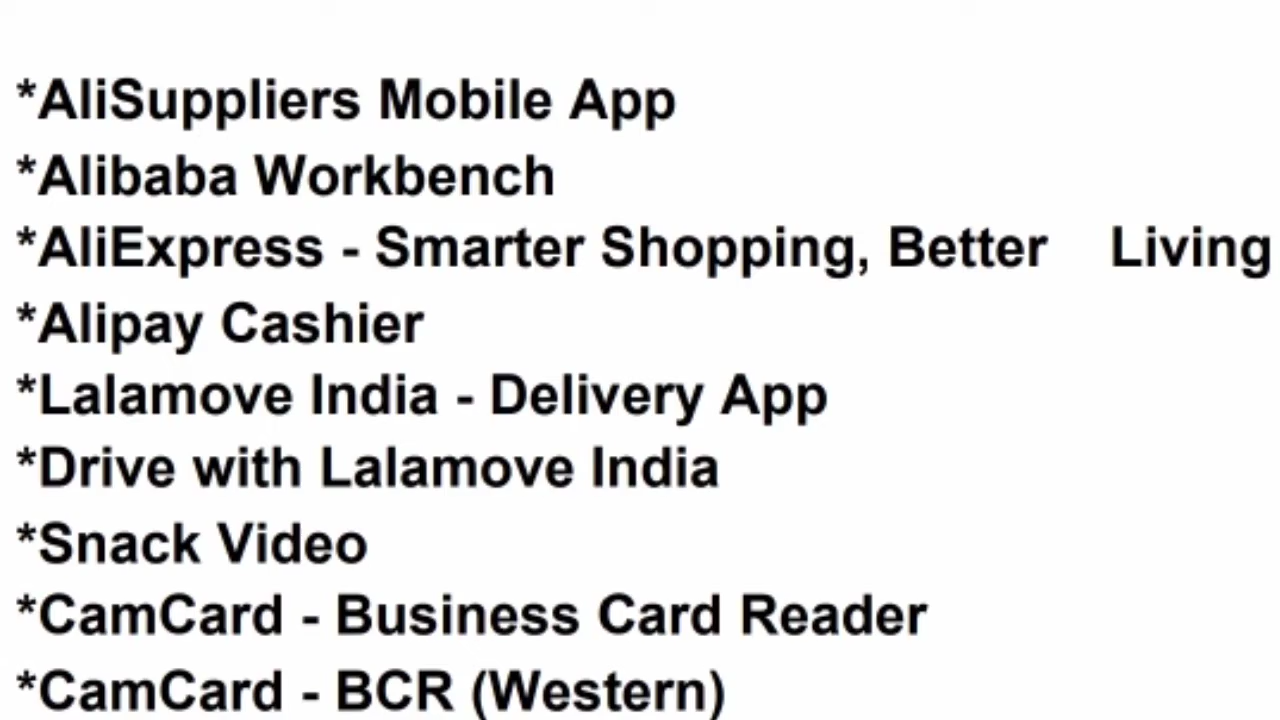 *AliSuppliers Mobile App
*Alibaba Workbench
*AliExpress - Smarter Shopping, Better Living
*Alipay Cashier
*Lalamove India - Delivery App
*Drive with Lalamove India
*Snack Video
*CamCard - Business Card Reader
*CamCard - BCR (Western)